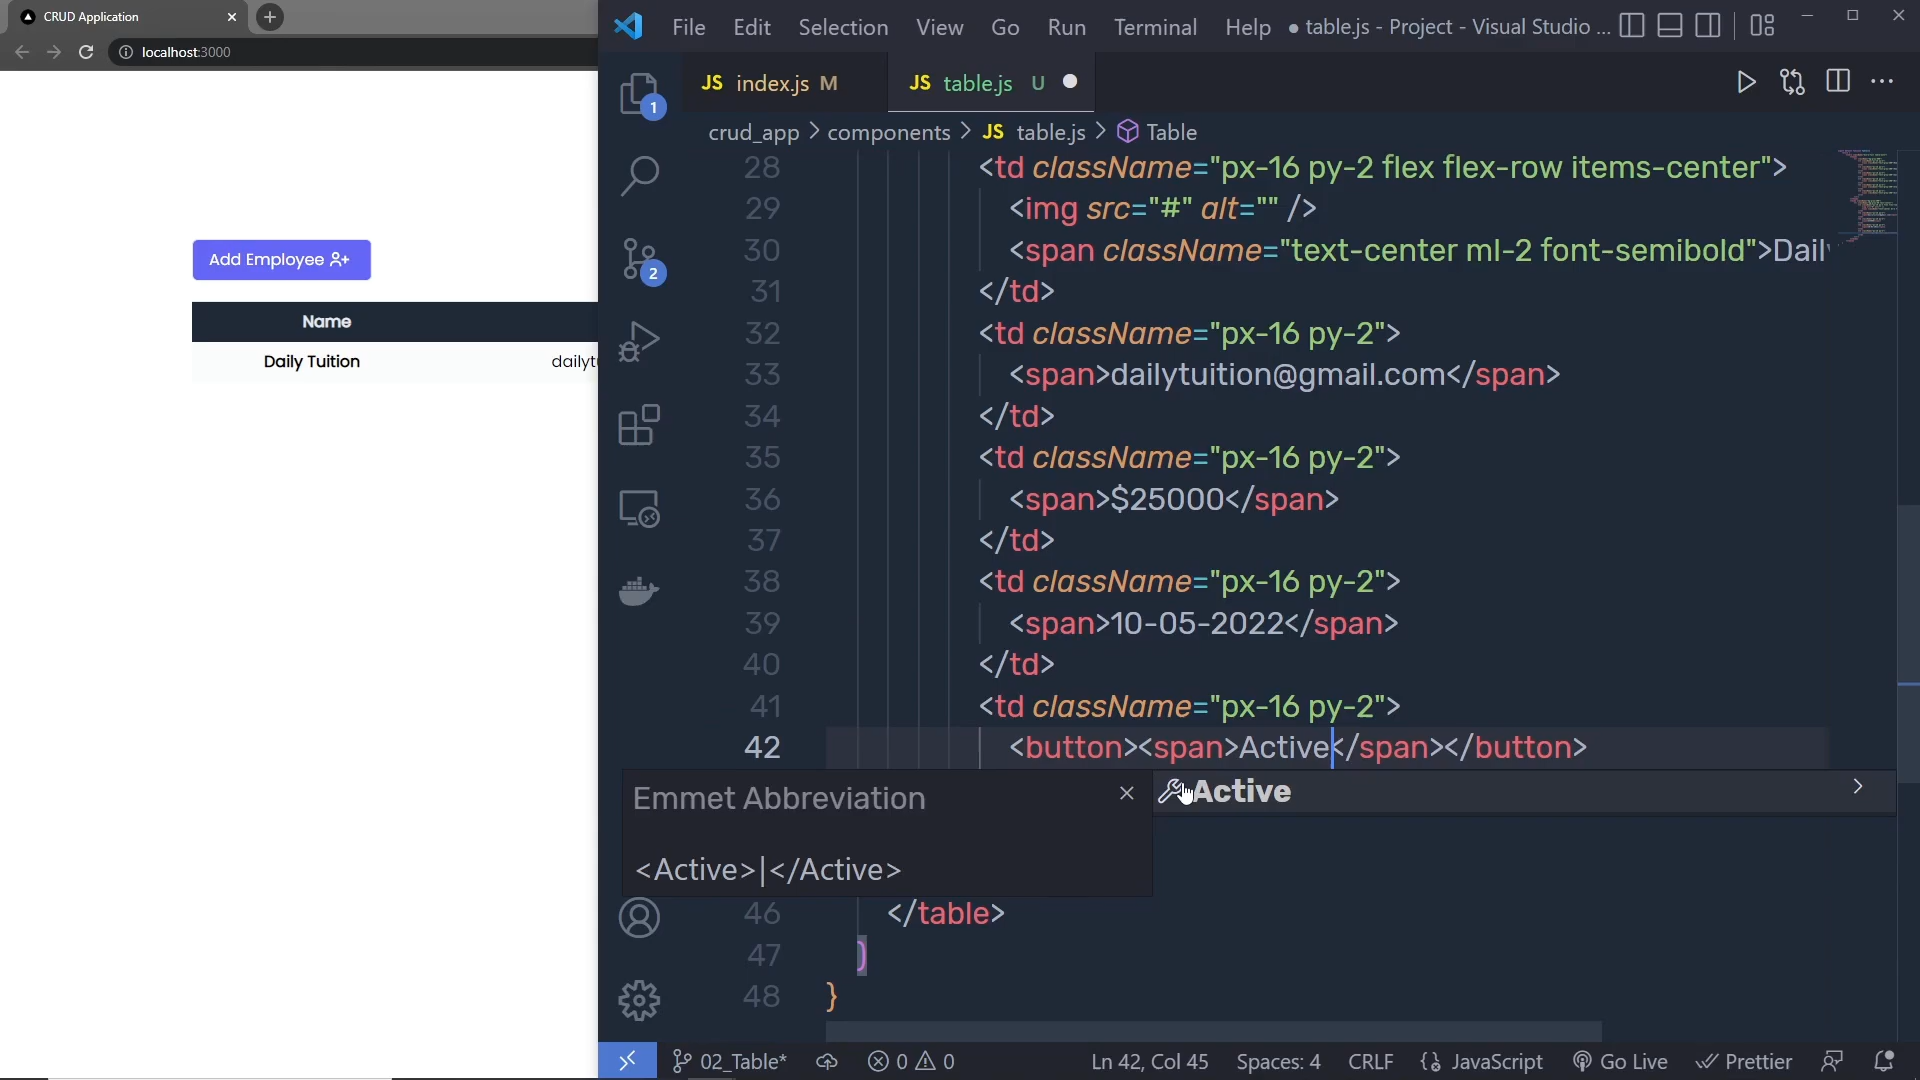 CRUD Application
localhost:3000
Add Employee
Name
Daily Tuition
dailytu
File Edit Selection View Go Run Terminal Help
● table.js - Project - Visual Studio ...
JS index.js M
JS table.js U
crud_app > components > JS table.js > Table
1
2
28 <td className="px-16 py-2 flex flex-row items-center">
29 <img src="#" alt="" />
30 <span className="text-center ml-2 font-semibold">Daily
31 </td>
32 <td className="px-16 py-2">
33 <span>dailytuition@gmail.com</span>
34 </td>
35 <td className="px-16 py-2">
36 <span>$25000</span>
37 </td>
38 <td className="px-16 py-2">
39 <span>10-05-2022</span>
40 </td>
41 <td className="px-16 py-2">
42 <button><span>Active</span></button>
Emmet Abbreviation
<Active>|</Active>
Active
46 </table>
47 )
48 }
02_Table* 0 0 Ln 42, Col 45 Spaces: 4 CRLF {} JavaScript Go Live Prettier